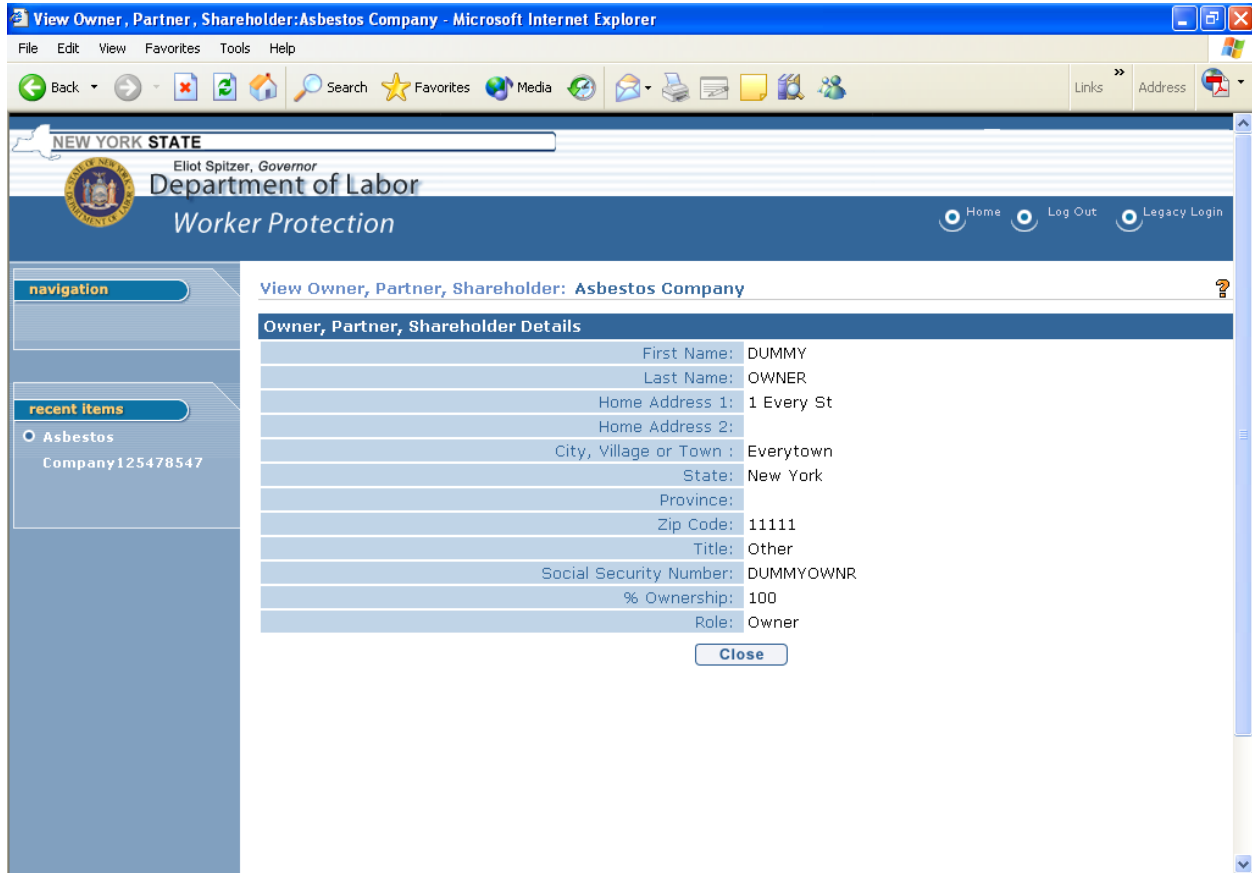 View Owner, Partner, Shareholder:Asbestos Company - Microsoft Internet Explorer
File Edit View Favorites Tools Help
Back Search Favorites Media Links » Address
NEW YORK STATE
Eliot Spitzer, Governor
Department of Labor
Worker Protection
Home Log Out Legacy Login
navigation
View Owner, Partner, Shareholder: Asbestos Company ?
Owner, Partner, Shareholder Details
First Name: DUMMY
Last Name: OWNER
Home Address 1: 1 Every St
Home Address 2:
City, Village or Town : Everytown
State: New York
Province:
Zip Code: 11111
Title: Other
Social Security Number: DUMMYOWNR
% Ownership: 100
Role: Owner
Close
recent items
Asbestos
Company125478547